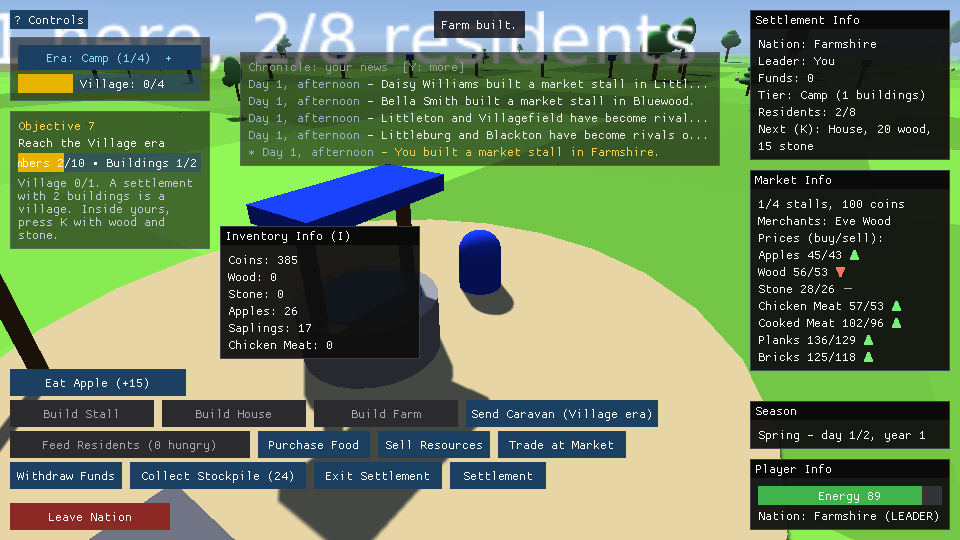 ? Controls
1 here, 2/8 residents
Farm built.
Era: Camp (1/4) +
Village: 0/4
Objective 7
Reach the Village era
mbers 2/10 • Buildings 1/2
Village 0/1. A settlement
with 2 buildings is a
village. Inside yours,
press K with wood and
stone.
Chronicle: your news [Y: more]
Day 1, afternoon – Daisy Williams built a market stall in Littl...
Day 1, afternoon – Bella Smith built a market stall in Bluewood.
Day 1, afternoon – Littleton and Villagefield have become rival...
Day 1, afternoon – Littleburg and Blackton have become rivals o...
* Day 1, afternoon – You built a market stall in Farmshire.
Settlement Info
Nation: Farmshire
Leader: You
Funds: 0
Tier: Camp (1 buildings)
Residents: 2/8
Next (K): House, 20 wood,
15 stone
Market Info
1/4 stalls, 100 coins
Merchants: Eve Wood
Prices (buy/sell):
Apples 45/43
Wood 56/53
Stone 28/26 —
Chicken Meat 57/53
Cooked Meat 102/96
Planks 136/129
Bricks 125/118
Inventory Info (I)
Coins: 385
Wood: 0
Stone: 0
Apples: 26
Saplings: 17
Chicken Meat: 0
Eat Apple (+15)
Build Stall
Build House
Build Farm
Send Caravan (Village era)
Feed Residents (0 hungry)
Purchase Food
Sell Resources
Trade at Market
Withdraw Funds
Collect Stockpile (24)
Exit Settlement
Settlement
Leave Nation
Season
Spring – day 1/2, year 1
Player Info
Energy 89
Nation: Farmshire (LEADER)